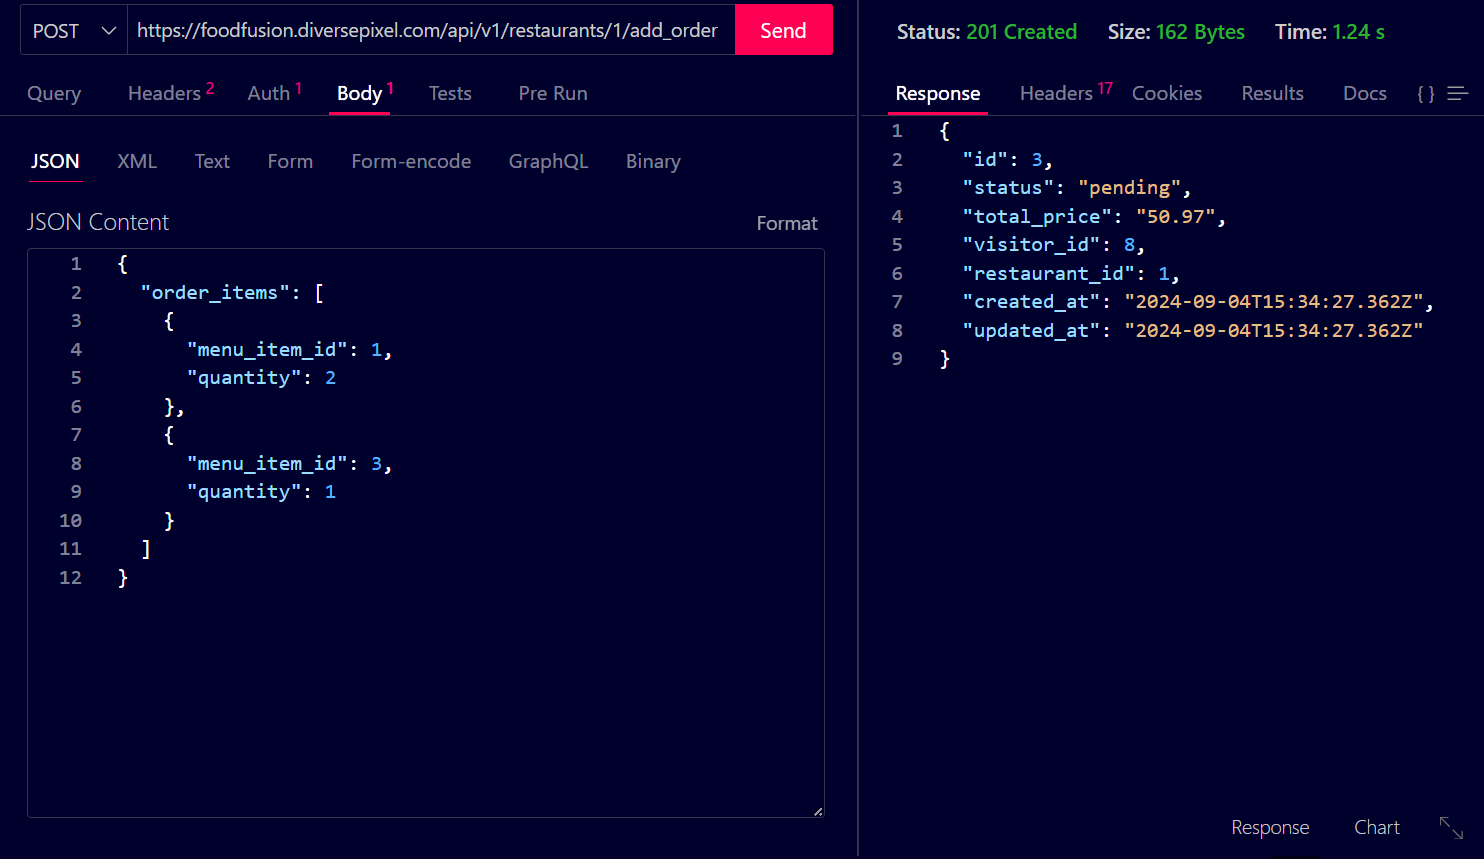 POST https://foodfusion.diversepixel.com/api/v1/restaurants/1/add_order Send
Query Headers 2 Auth 1 Body 1 Tests Pre Run
JSON XML Text Form Form-encode GraphQL Binary
JSON Content Format
1 {
2 "order_items": [
3 {
4 "menu_item_id": 1,
5 "quantity": 2
6 },
7 {
8 "menu_item_id": 3,
9 "quantity": 1
10 }
11 ]
12 }
Status: 201 Created Size: 162 Bytes Time: 1.24 s
Response Headers 17 Cookies Results Docs { }
1 {
2 "id": 3,
3 "status": "pending",
4 "total_price": "50.97",
5 "visitor_id": 8,
6 "restaurant_id": 1,
7 "created_at": "2024-09-04T15:34:27.362Z",
8 "updated_at": "2024-09-04T15:34:27.362Z"
9 }
Response Chart